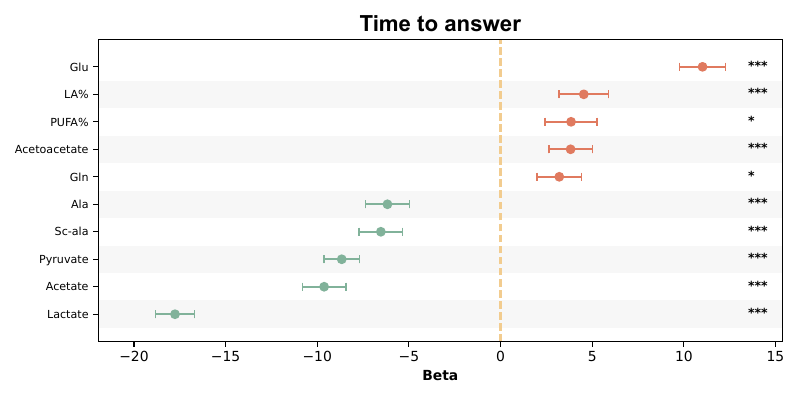 Time to answer
Glu ***
LA% ***
PUFA% *
Acetoacetate ***
Gln *
Ala ***
Sc-ala ***
Pyruvate ***
Acetate ***
Lactate ***
−20 −15 −10 −5 0 5 10 15
Beta